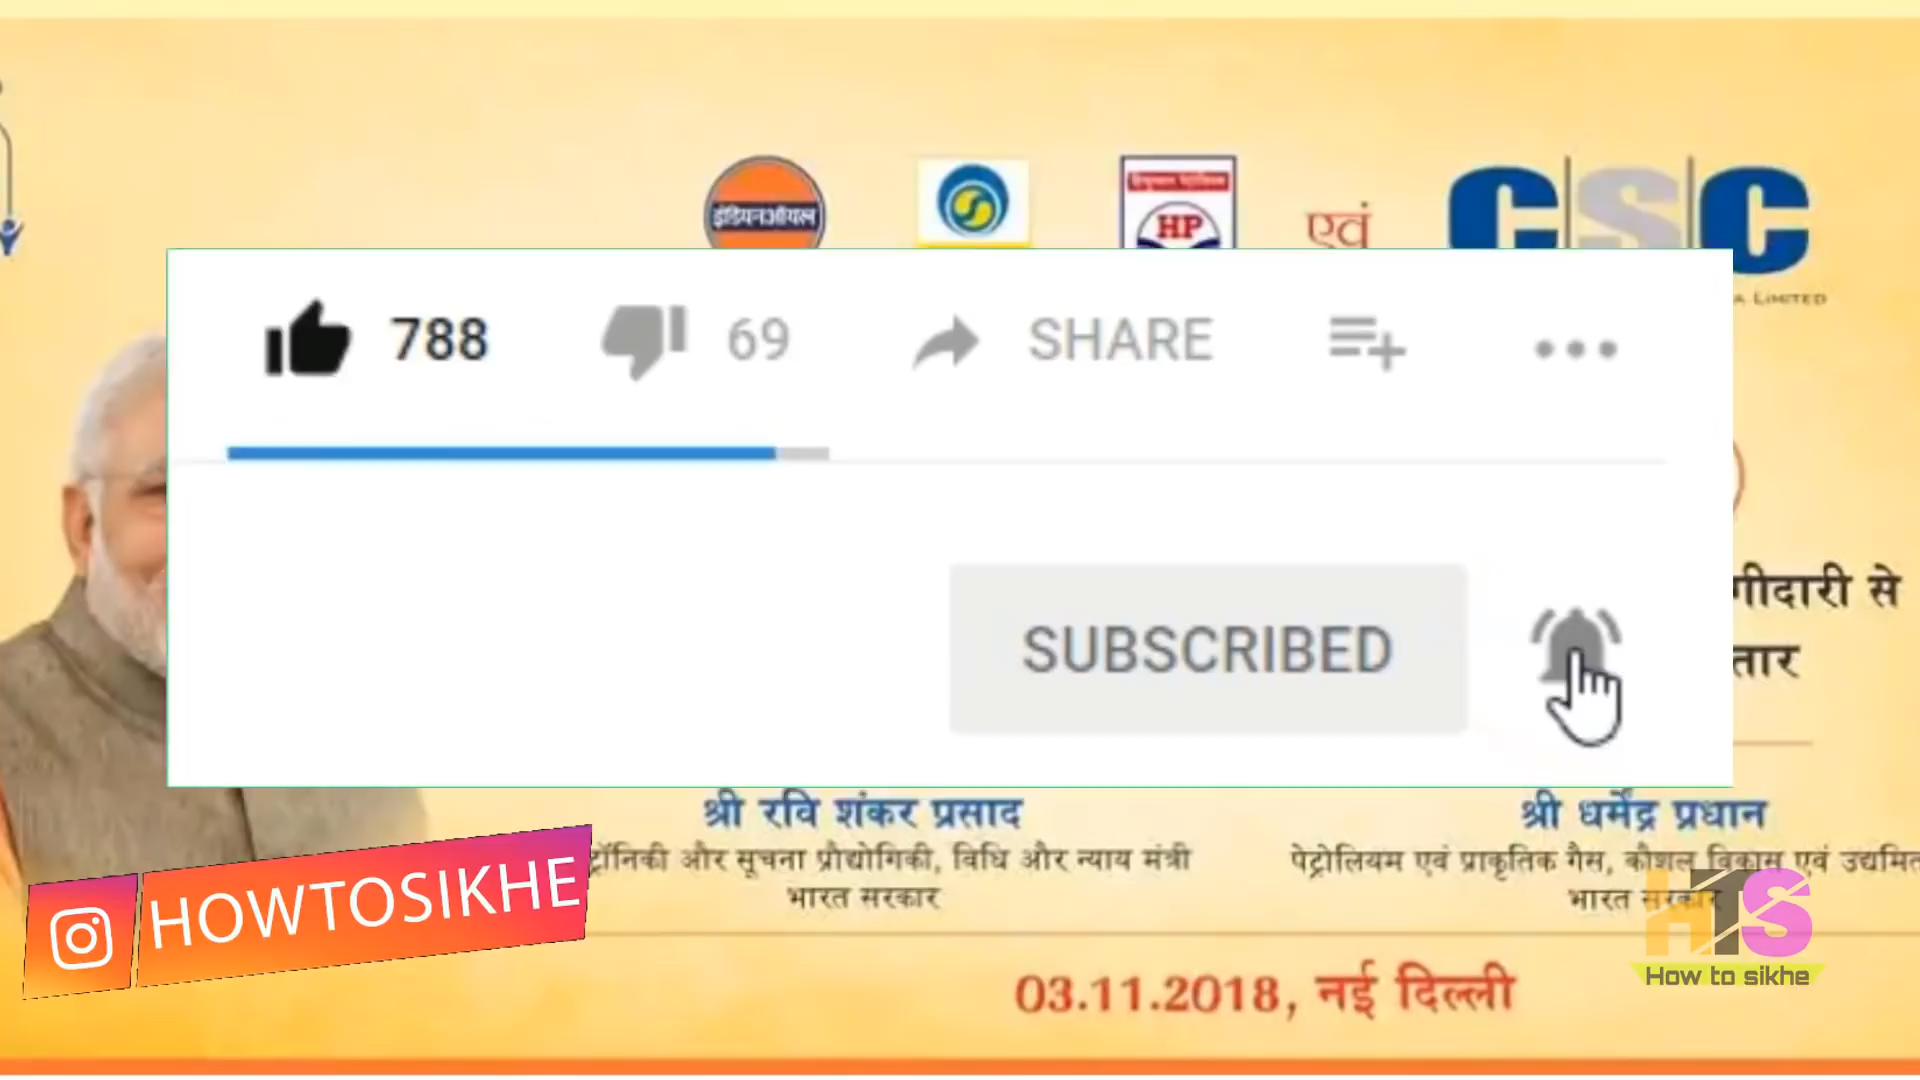 इंडियनऑयल
HP
एवं
CSC
LIMITED
788
69
SHARE
SUBSCRIBED
गीदारी से
तार
श्री रवि शंकर प्रसाद
ट्रॉनिकी और सूचना प्रौद्योगिकी, विधि और न्याय मंत्री
भारत सरकार
श्री धर्मेंद्र प्रधान
पेट्रोलियम एवं प्राकृतिक गैस, कौशल विकास एवं उद्यमित
भारत सरकार
HOWTOSIKHE
HTS
How to sikhe
03.11.2018, नई दिल्ली